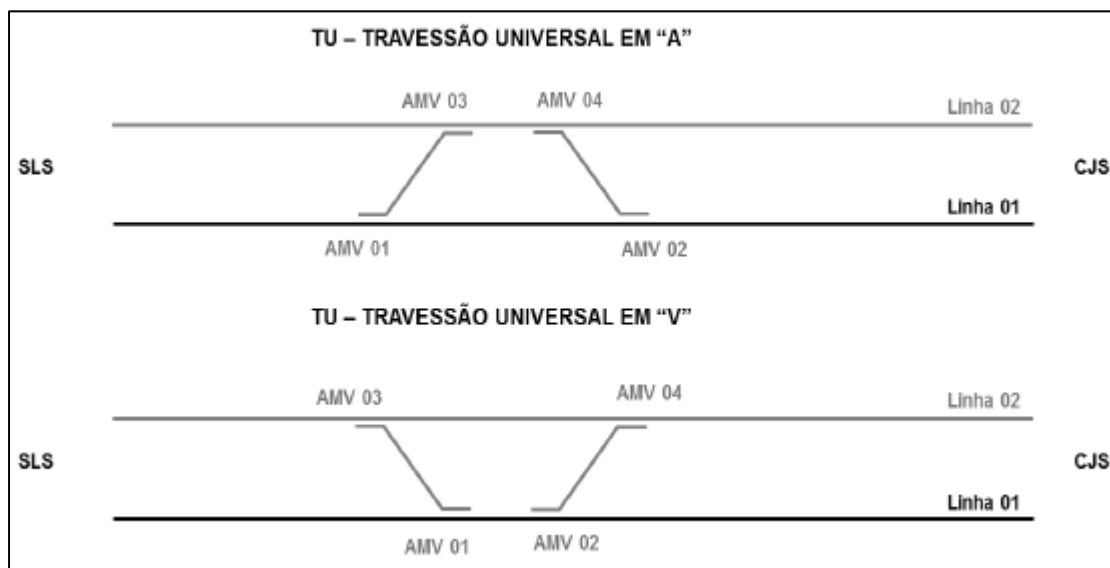 TU – TRAVESSÃO UNIVERSAL EM “A”
AMV 03 AMV 04
Linha 02
SLS CJS
Linha 01
AMV 01 AMV 02
TU – TRAVESSÃO UNIVERSAL EM “V”
AMV 03 AMV 04
Linha 02
SLS CJS
Linha 01
AMV 01 AMV 02